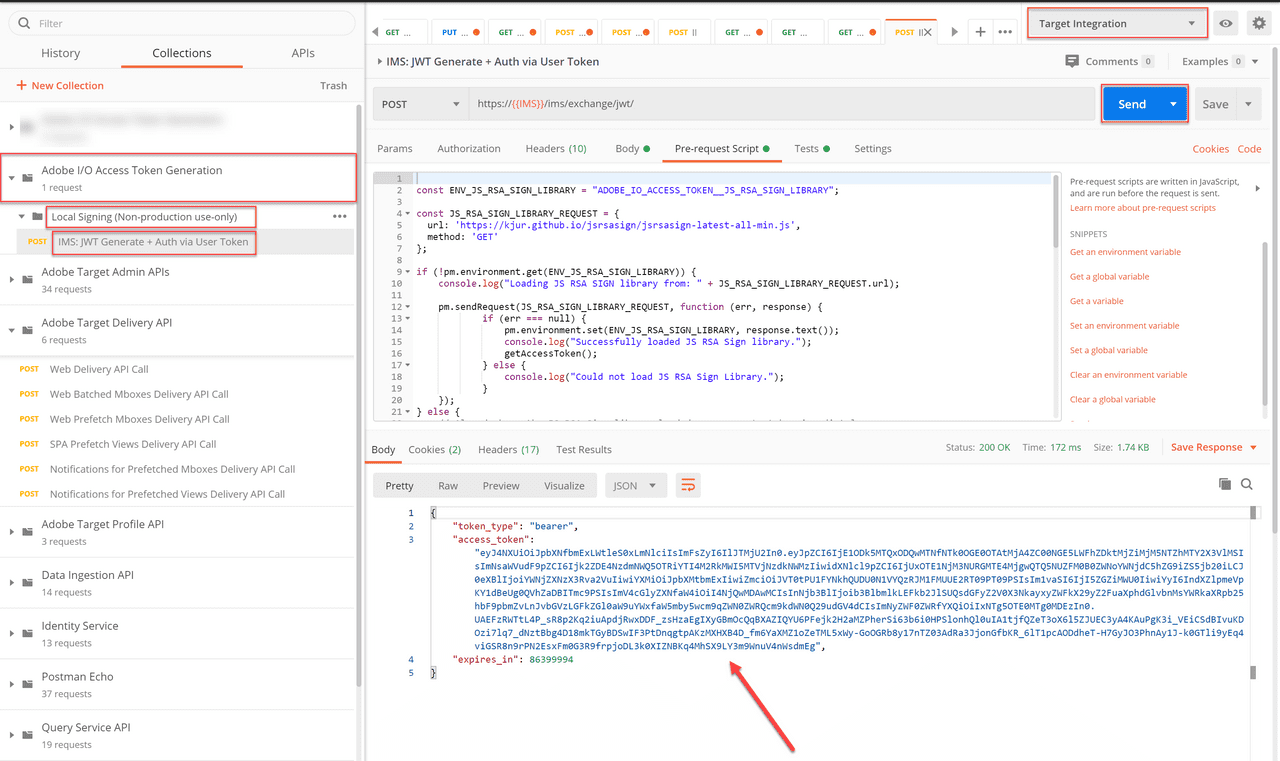 Filter
History
Collections
APIs
New Collection
Trash
Adobe I/O Access Token Generation
1 request
Local Signing (Non-production use-only)
POST IMS: JWT Generate + Auth via User Token
Adobe Target Admin APIs
34 requests
Adobe Target Delivery API
6 requests
POST Web Delivery API Call
POST Web Batched Mboxes Delivery API Call
POST Web Prefetch Mboxes Delivery API Call
POST SPA Prefetch Views Delivery API Call
POST Notifications for Prefetched Mboxes Delivery API Call
POST Notifications for Prefetched Views Delivery API Call
Adobe Target Profile API
3 requests
Data Ingestion API
14 requests
Identity Service
13 requests
Postman Echo
37 requests
Query Service API
19 requests
GET ... PUT ... GET ... POST ... POST ... POST || GET ... GET ... GET ... POST ||
Target Integration
IMS: JWT Generate + Auth via User Token
Comments 0
Examples 0
POST
https://{{IMS}}/ims/exchange/jwt/
Send
Save
Params
Authorization
Headers (10)
Body
Pre-request Script
Tests
Settings
Cookies
Code
1
2 const ENV_JS_RSA_SIGN_LIBRARY = "ADOBE_IO_ACCESS_TOKEN__JS_RSA_SIGN_LIBRARY";
3
4 const JS_RSA_SIGN_LIBRARY_REQUEST = {
5 url: 'https://kjur.github.io/jsrsasign/jsrsasign-latest-all-min.js',
6 method: 'GET'
7 };
8
9 if (!pm.environment.get(ENV_JS_RSA_SIGN_LIBRARY)) {
10 console.log("Loading JS RSA SIGN library from: " + JS_RSA_SIGN_LIBRARY_REQUEST.url);
11
12 pm.sendRequest(JS_RSA_SIGN_LIBRARY_REQUEST, function (err, response) {
13 if (err === null) {
14 pm.environment.set(ENV_JS_RSA_SIGN_LIBRARY, response.text());
15 console.log("Successfully loaded JS RSA Sign library.");
16 getAccessToken();
17 } else {
18 console.log("Could not load JS RSA Sign Library.");
19 }
20 });
21 } else {
Pre-request scripts are written in JavaScript,
and are run before the request is sent.
Learn more about pre-request scripts
SNIPPETS
Get an environment variable
Get a global variable
Get a variable
Set an environment variable
Set a global variable
Clear an environment variable
Clear a global variable
Body
Cookies (2)
Headers (17)
Test Results
Status: 200 OK
Time: 172 ms
Size: 1.74 KB
Save Response
Pretty
Raw
Preview
Visualize
JSON
1 {
2 "token_type": "bearer",
3 "access_token":
4 "expires_in": 86399994
5 }